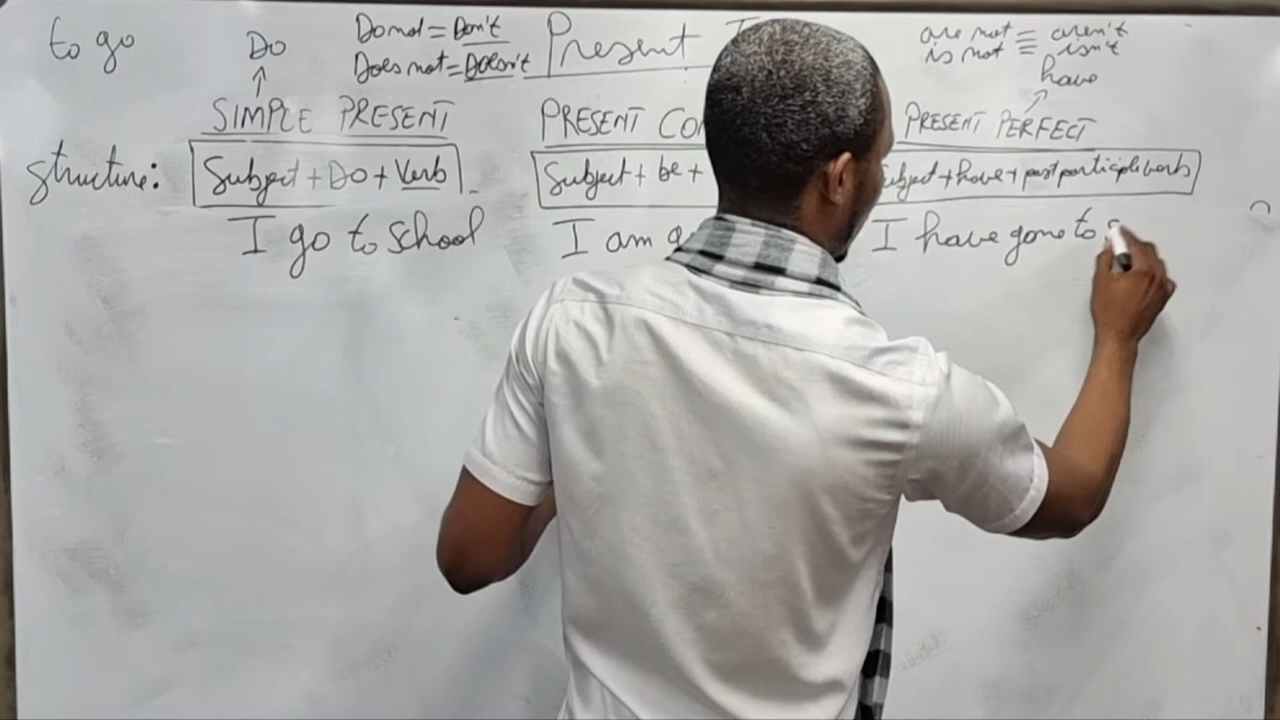 to go
Do
Do not = Don't
Does not = Doesn't
Present T
are not = aren't
is not = isn't
have
SIMPLE PRESENT
PRESENT CON
PRESENT PERFECT
structure:
Subject + Do + Verb
Subject + be +
ubject + have + past participle verb
I go to school
I am g
I have gone to s